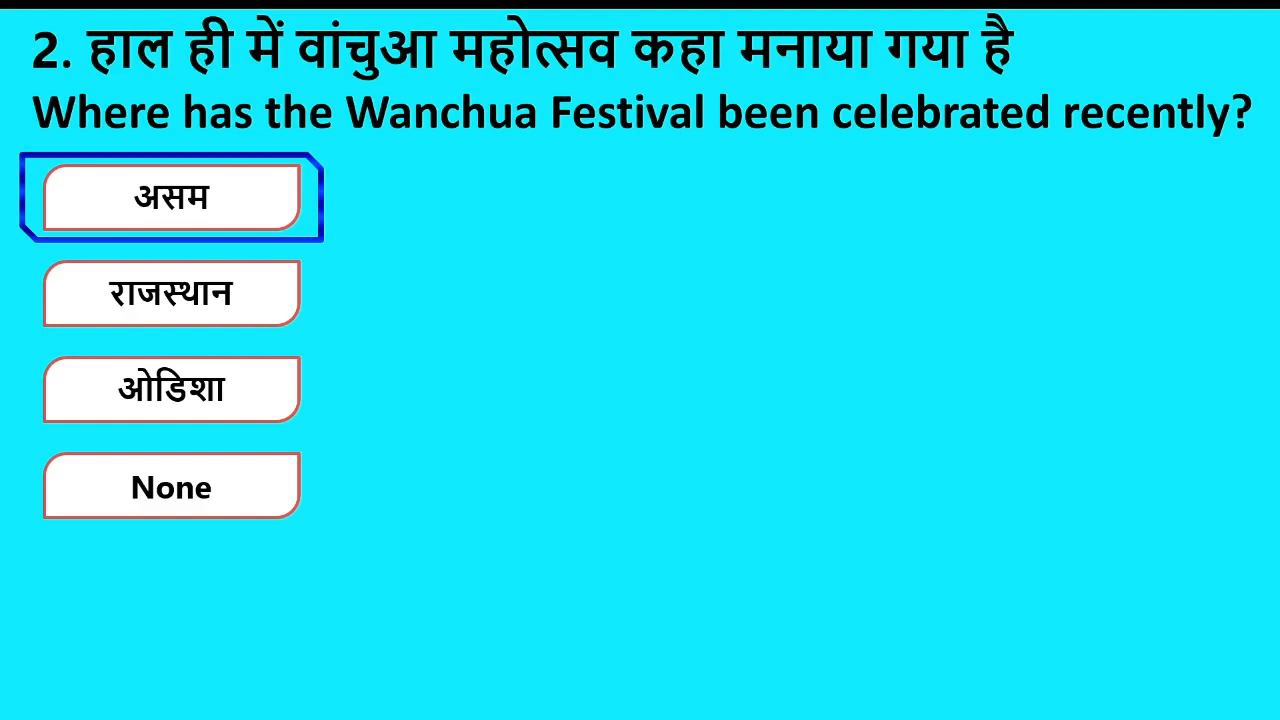 2. हाल ही में वांचुआ महोत्सव कहा मनाया गया है
Where has the Wanchua Festival been celebrated recently?
असम
राजस्थान
ओडिशा
None